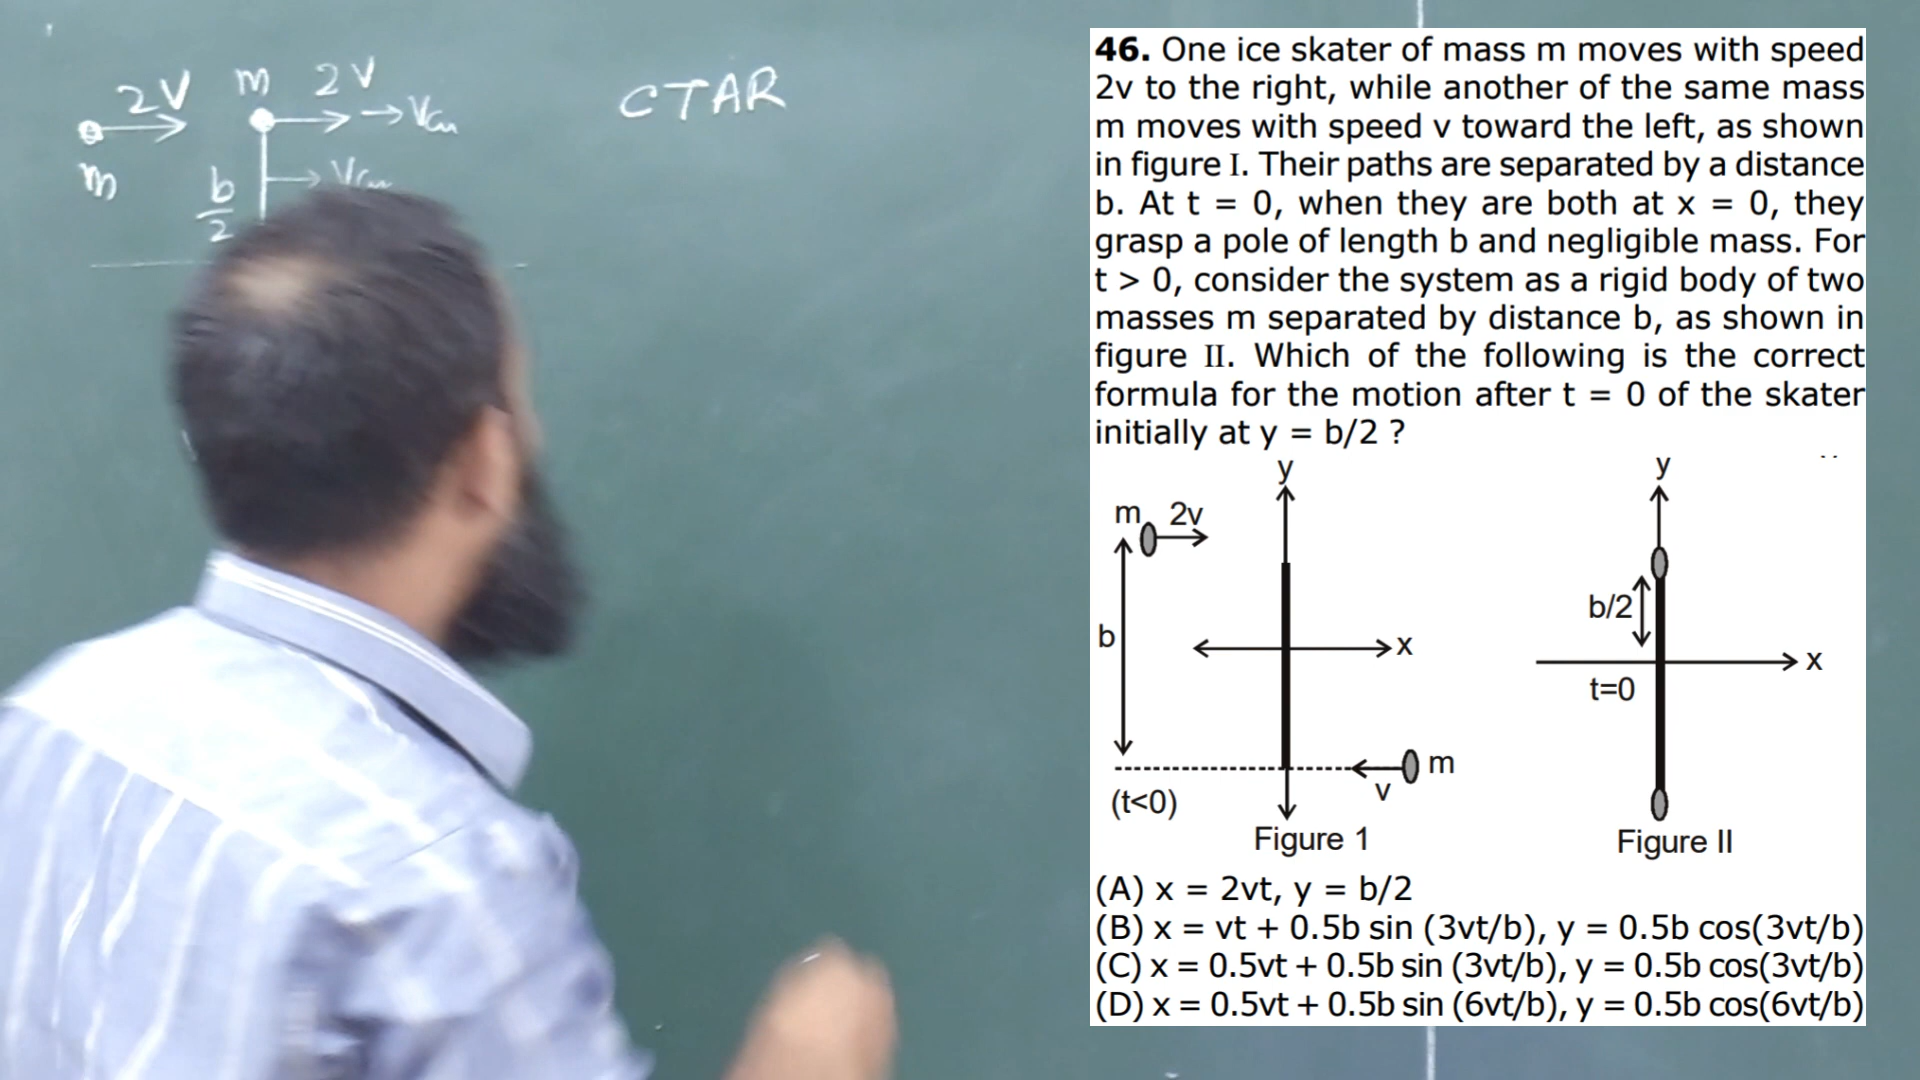 2V
m
2V
→Vcm
m
b/2
CTAR
46. One ice skater of mass m moves with speed
2v to the right, while another of the same mass
m moves with speed v toward the left, as shown
in figure I. Their paths are separated by a distance
b. At t = 0, when they are both at x = 0, they
grasp a pole of length b and negligible mass. For
t > 0, consider the system as a rigid body of two
masses m separated by distance b, as shown in
figure II. Which of the following is the correct
formula for the motion after t = 0 of the skater
initially at y = b/2 ?
m 2v
y
b
x
(t<0)
v
m
Figure 1
y
b/2
x
t=0
Figure II
(A) x = 2vt, y = b/2
(B) x = vt + 0.5b sin (3vt/b), y = 0.5b cos(3vt/b)
(C) x = 0.5vt + 0.5b sin (3vt/b), y = 0.5b cos(3vt/b)
(D) x = 0.5vt + 0.5b sin (6vt/b), y = 0.5b cos(6vt/b)